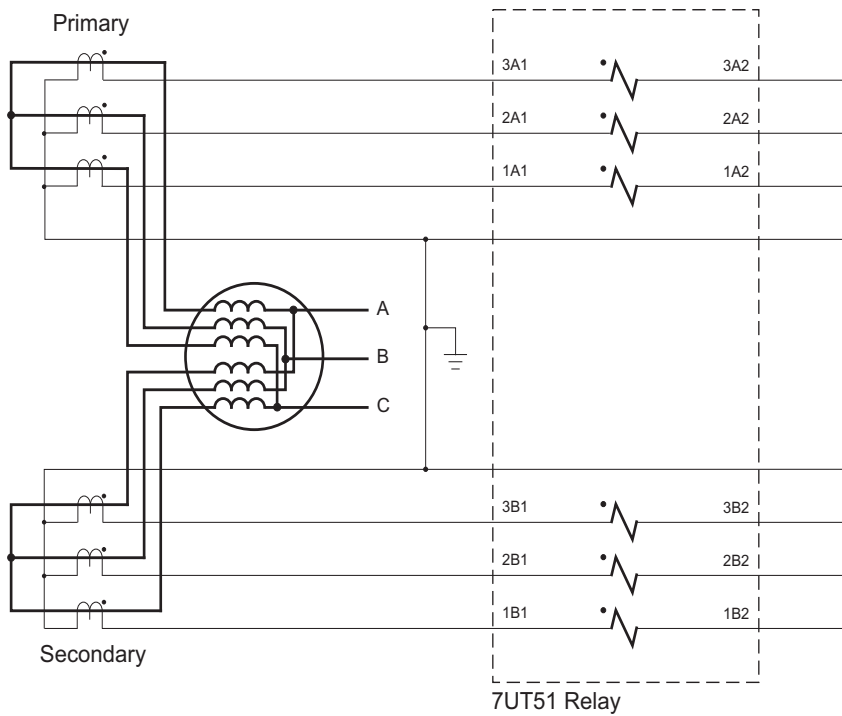 Primary
3A1 3A2
2A1 2A2
1A1 1A2
A
B
C
3B1 3B2
2B1 2B2
1B1 1B2
Secondary
7UT51 Relay